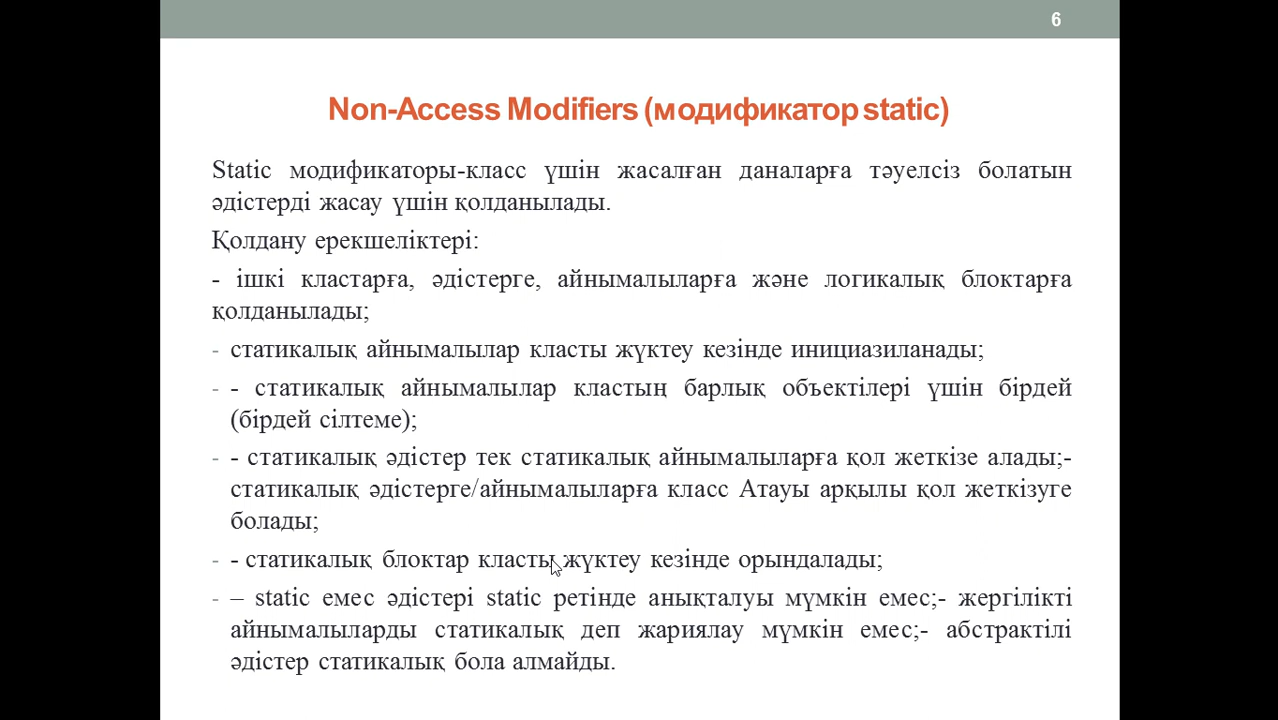 6
Non-Access Modifiers (модификатор static)
Static модификаторы-класс үшін жасалған даналарға тәуелсіз болатын
әдістерді жасау үшін қолданылады.
Қолдану ерекшеліктері:
- ішкі кластарға, әдістерге, айнымалыларға және логикалық блоктарға
қолданылады;
- статикалық айнымалылар класты жүктеу кезінде инициазиланады;
- - статикалық айнымалылар кластың барлық объектілері үшін бірдей
(бірдей сілтеме);
- - статикалық әдістер тек статикалық айнымалыларға қол жеткізе алады;-
статикалық әдістерге/айнымалыларға класс Атауы арқылы қол жеткізуге
болады;
- - статикалық блоктар класты жүктеу кезінде орындалады;
- – static емес әдістері static ретінде анықталуы мүмкін емес;- жергілікті
айнымалыларды статикалық деп жариялау мүмкін емес;- абстрактілі
әдістер статикалық бола алмайды.